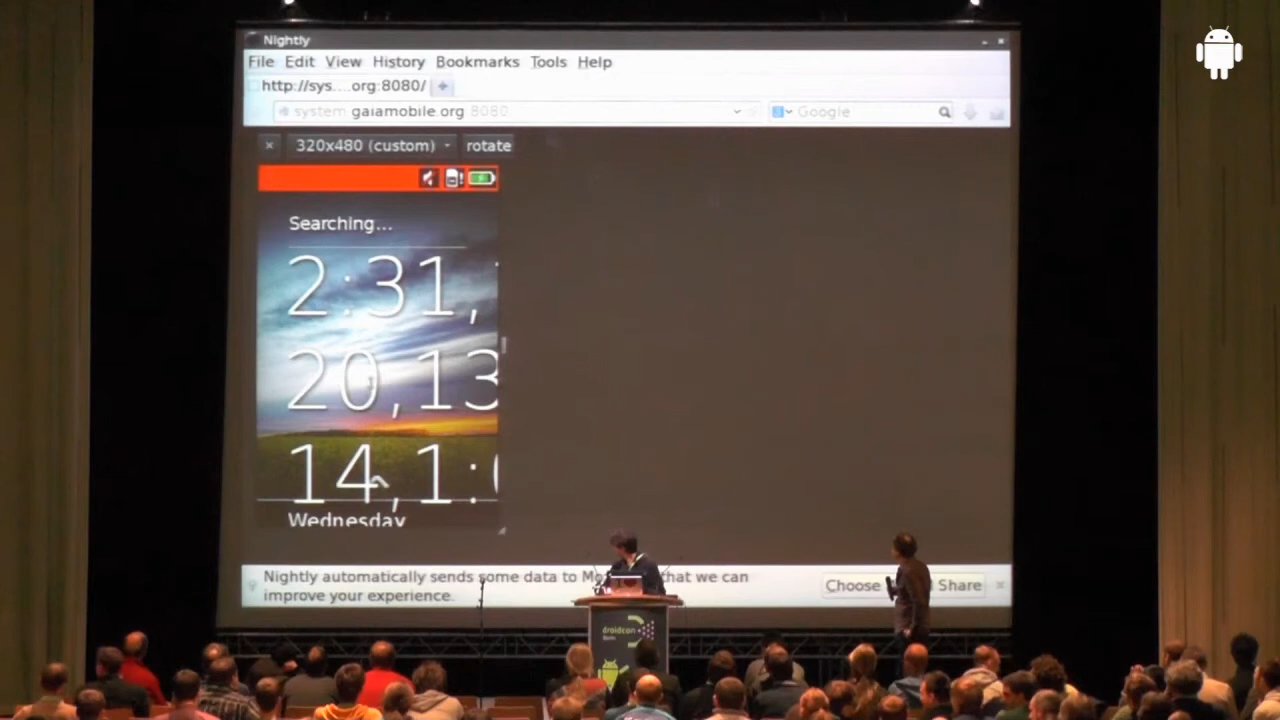 Nightly
File Edit View History Bookmarks Tools Help
http://sys....org:8080/ +
system gaiamobile.org 8080 Google
× 320x480 (custom) rotate
Searching...
2:31,
20,13
14,1:
Wednesday
Nightly automatically sends some data to that we can
improve your experience.
Choose Share ×
droidcon
Berlin